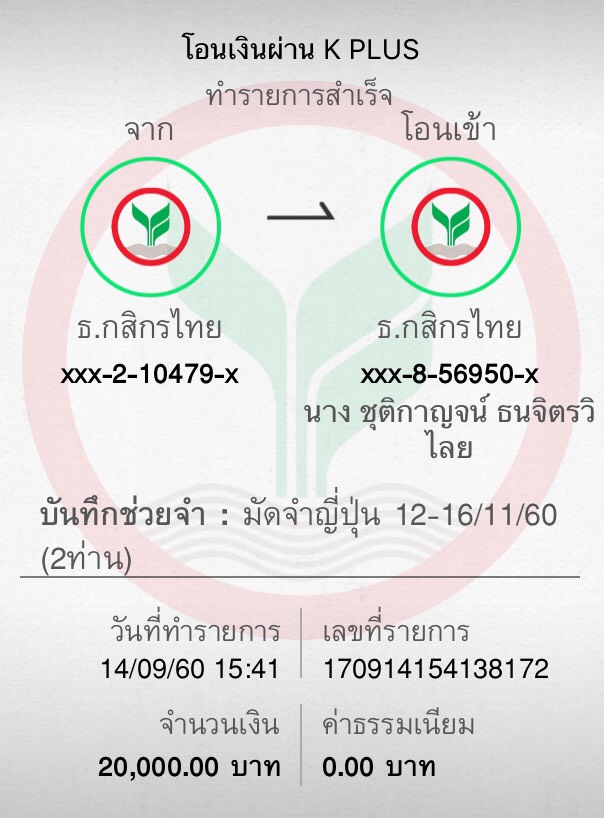 โอนเงินผ่าน K PLUS
ทำรายการสำเร็จ
จาก
โอนเข้า
ธ.กสิกรไทย
ธ.กสิกรไทย
xxx-2-10479-x
xxx-8-56950-x
นาง ชุติกาญจน์ ธนจิตรวิ
ไลย
บันทึกช่วยจำ : มัดจำญี่ปุ่น 12-16/11/60
(2ท่าน)
วันที่ทำรายการ
เลขที่รายการ
14/09/60 15:41
170914154138172
จำนวนเงิน
ค่าธรรมเนียม
20,000.00 บาท
0.00 บาท